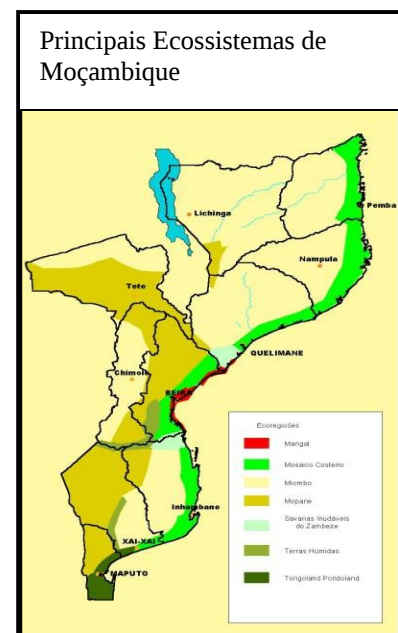 Principais Ecossistemas de
Moçambique
Lichinga
Pemba
Nampula
Tete
QUELIMANE
Chimoio
BEIRA
Inhambane
XAI-XAI
MAPUTO
Ecoregiões
Mangal
Mosaico Costeiro
Miombo
Mopane
Savanas Inudáveis
do Zambeze
Terras Húmidas
Tongoland Pondoland